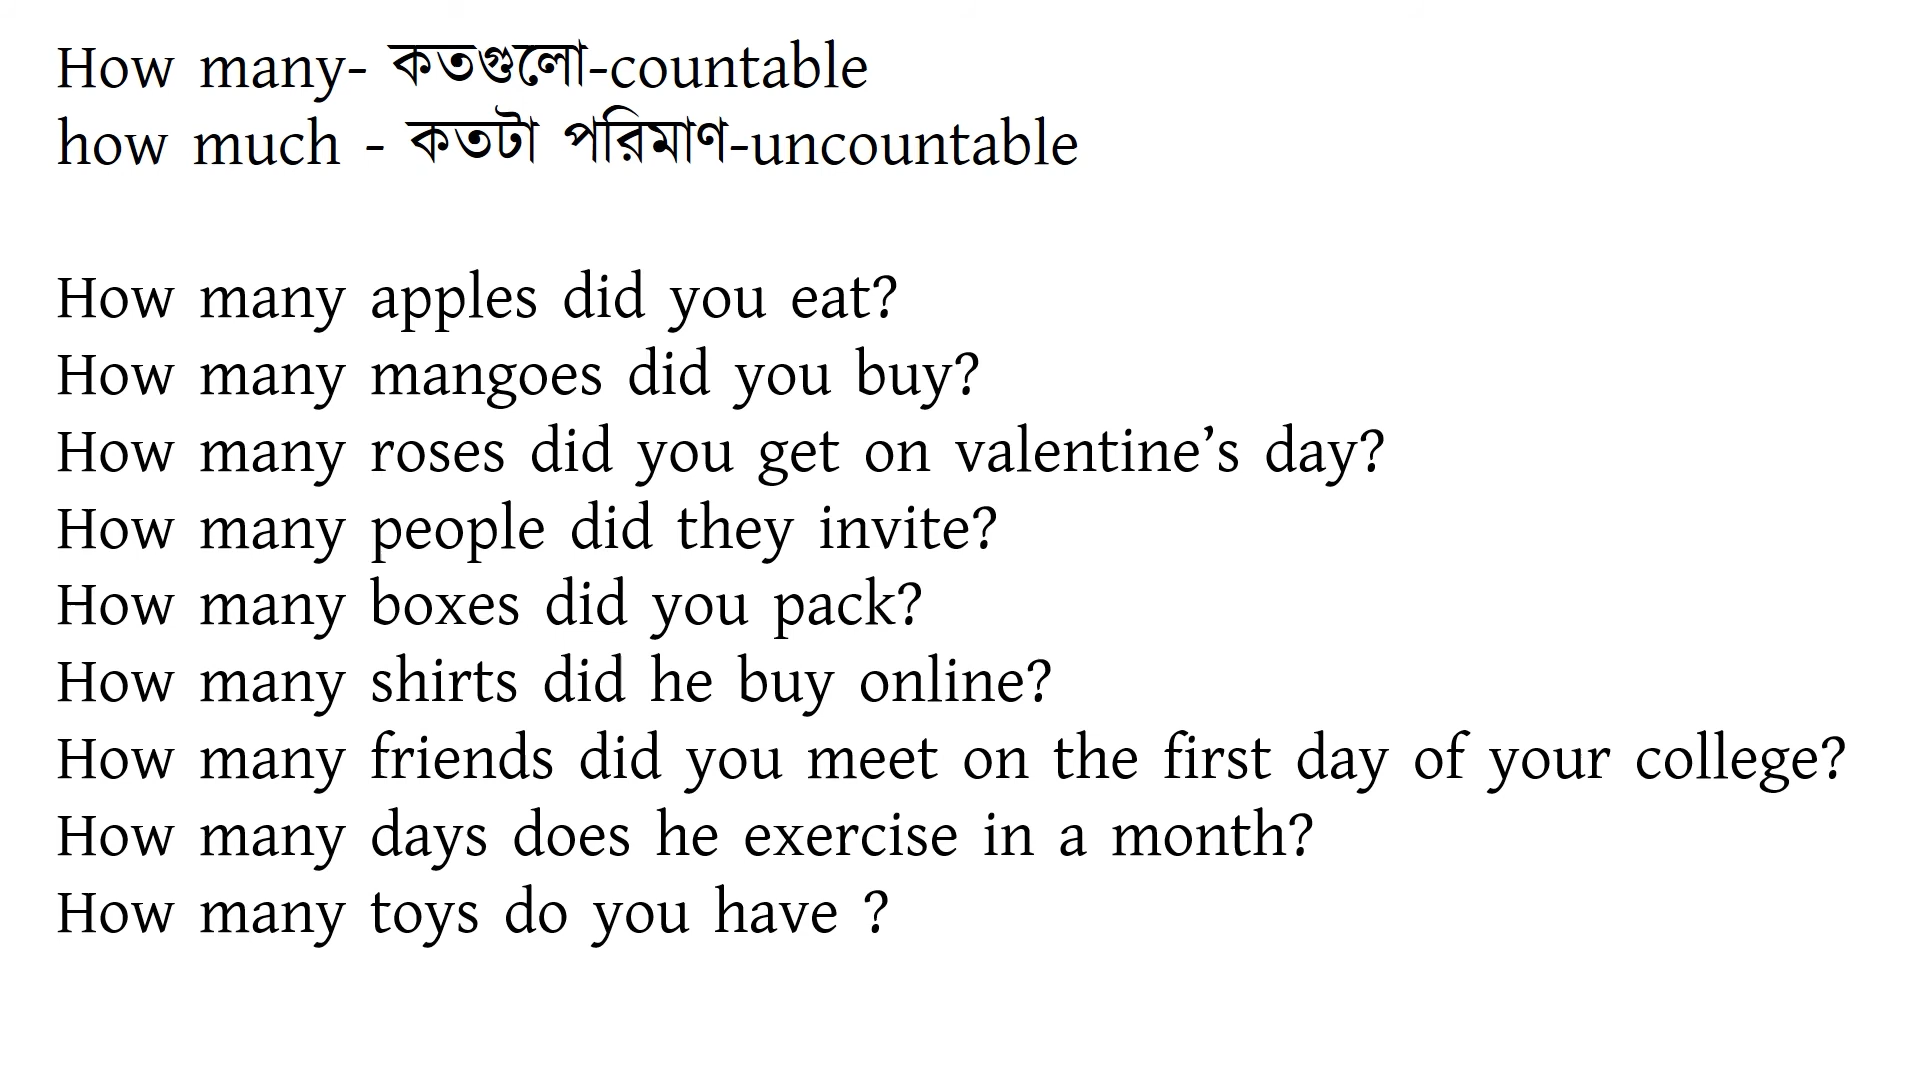 How many- কতগুলো-countable
how much - কতটা পরিমাণ-uncountable
How many apples did you eat?
How many mangoes did you buy?
How many roses did you get on valentine’s day?
How many people did they invite?
How many boxes did you pack?
How many shirts did he buy online?
How many friends did you meet on the first day of your college?
How many days does he exercise in a month?
How many toys do you have ?